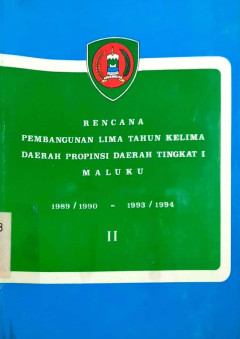 RENCANA
PEMBANGUNAN LIMA TAHUN KELIMA
DAERAH PROPINSI DAERAH TINGKAT I
MALUKU
1989/1990 - 1993/1994
II